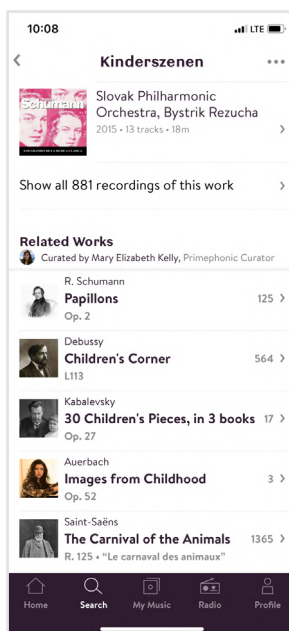 10:08
LTE
Kinderszenen
Schumann
Slovak Philharmonic
Orchestra, Bystrik Rezucha
2015 • 13 tracks • 18m
Show all 881 recordings of this work
Related Works
Curated by Mary Elizabeth Kelly, Primephonic Curator
R. Schumann
Papillons
125
Op. 2
Debussy
Children's Corner
564
L113
Kabalevsky
30 Children's Pieces, in 3 books
17
Op. 27
Auerbach
Images from Childhood
3
Op. 52
Saint-Saëns
The Carnival of the Animals
1365
R. 125 • “Le carnaval des animaux”
Home Search My Music Radio Profile